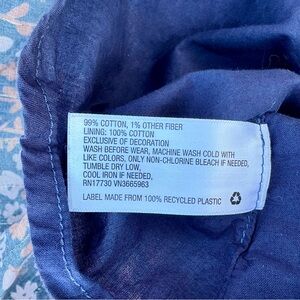 99% COTTON, 1% OTHER FIBER
LINING: 100% COTTON
EXCLUSIVE OF DECORATION
WASH BEFORE WEAR, MACHINE WASH COLD WITH
LIKE COLORS, ONLY NON-CHLORINE BLEACH IF NEEDED,
TUMBLE DRY LOW,
COOL IRON IF NEEDED,
RN17730 VN3665963
LABEL MADE FROM 100% RECYCLED PLASTIC